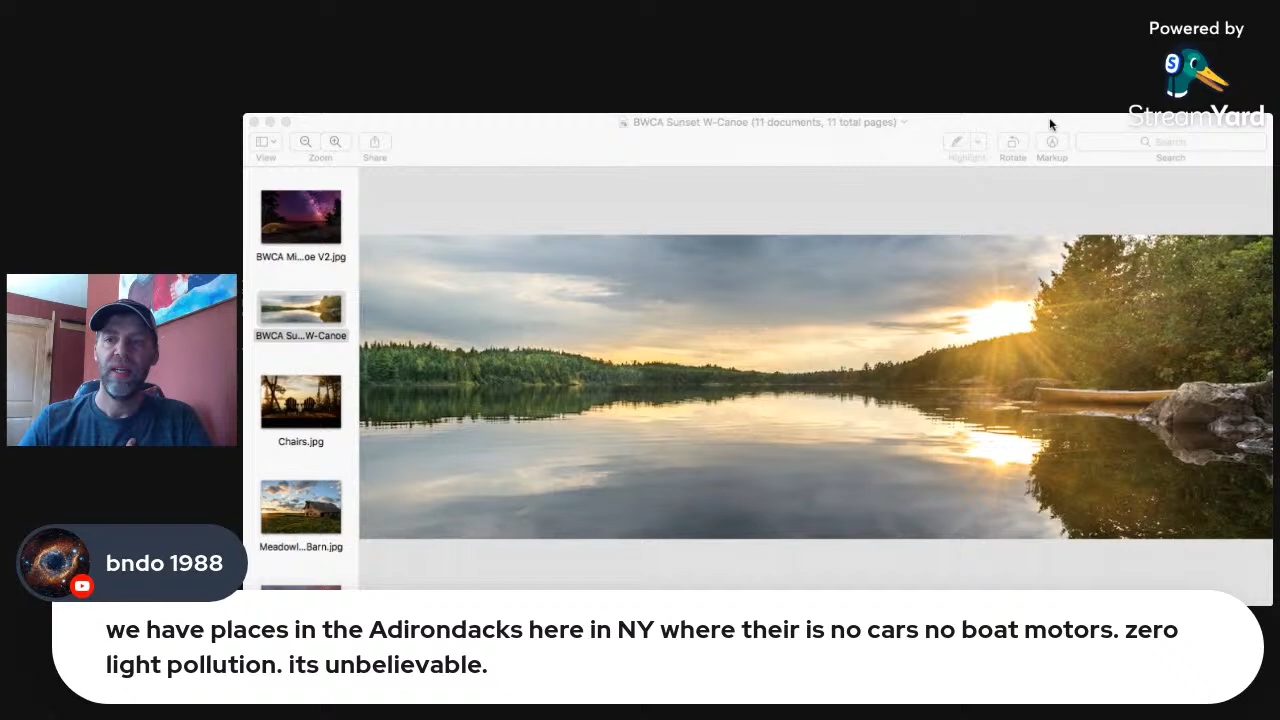 Powered by
StreamYard
BWCA Sunset W-Canoe (11 documents, 11 total pages)
View
Zoom
Share
Highlight
Rotate
Markup
Search
Search
BWCA Mi...oe V2.jpg
BWCA Su...W-Canoe
Chairs.jpg
Meadowl...Barn.jpg
bndo 1988
we have places in the Adirondacks here in NY where their is no cars no boat motors. zero
light pollution. its unbelievable.